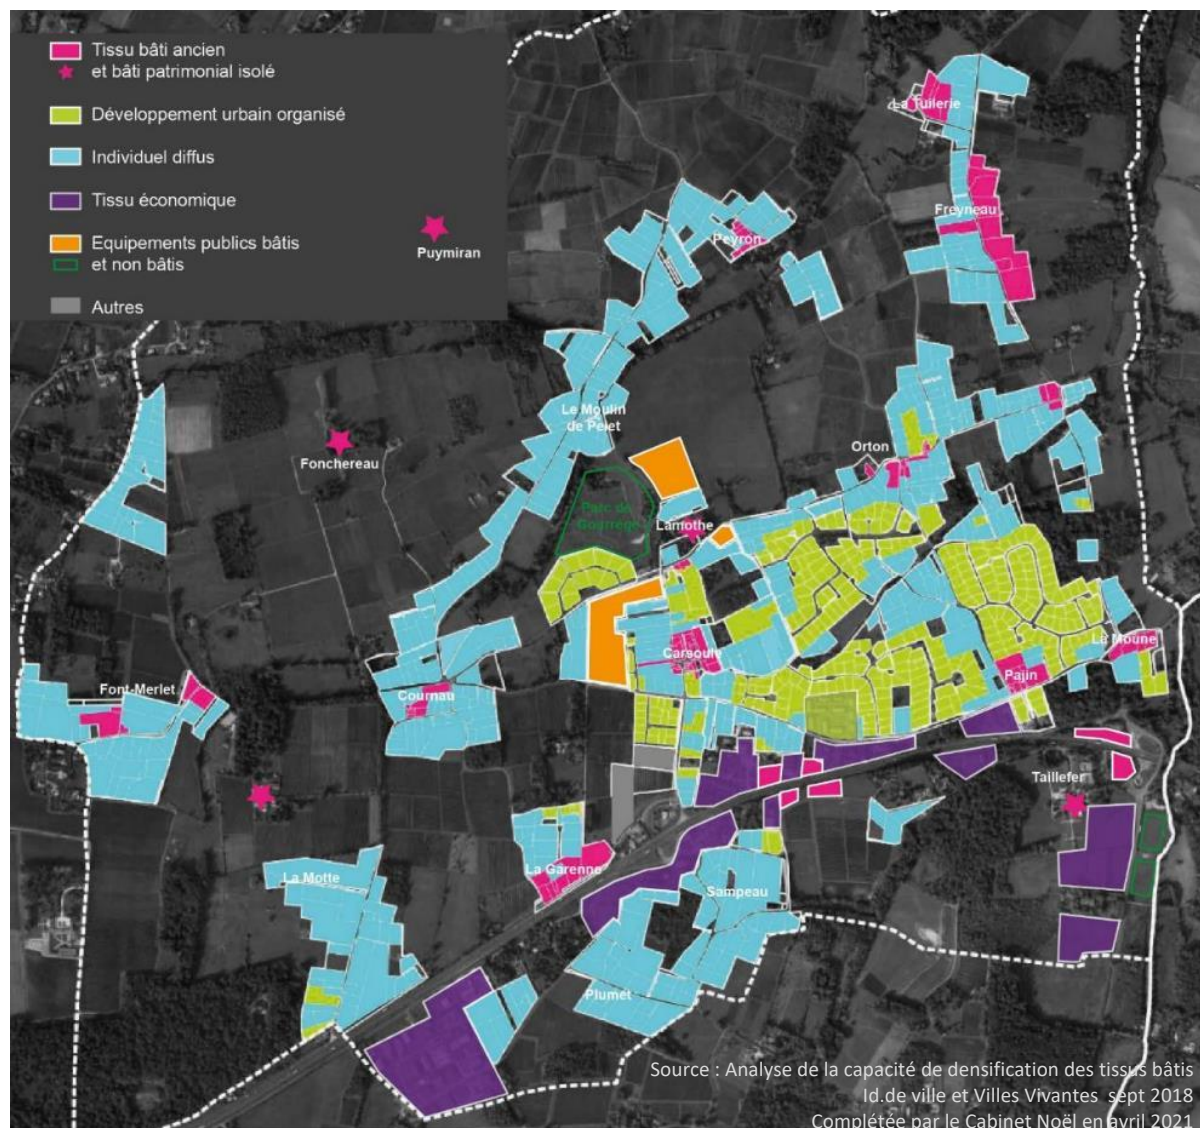 Tissu bâti ancien
et bâti patrimonial isolé
Développement urbain organisé
Individuel diffus
Tissu économique
Equipements publics bâtis
et non bâtis
Autres
Puymiran
La Tuilerie
Freyneau
Peyron
Le Moulin
de Pelet
Fonchereau
Orton
Parc de
Gourrège
Lamothe
Carsoule
La Moune
Pajin
Font-Merlet
Cournau
Taillefer
La Garenne
La Motte
Sampeau
Plumet
Source : Analyse de la capacité de densification des tissus bâtis
Id.de ville et Villes Vivantes sept 2018
Complétée par le Cabinet Noël en avril 2021